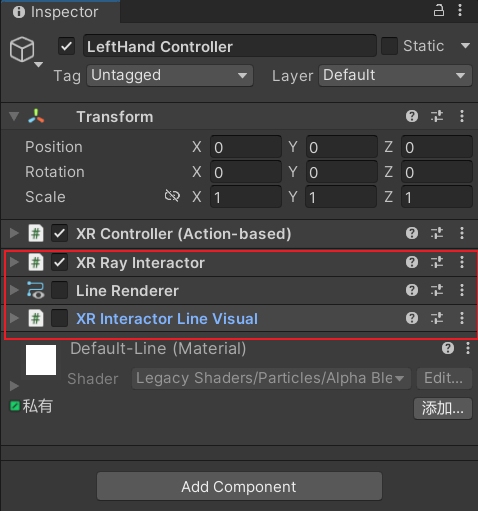 Inspector
LeftHand Controller Static
Tag Untagged Layer Default
Transform
Position X 0 Y 0 Z 0
Rotation X 0 Y 0 Z 0
Scale X 1 Y 1 Z 1
XR Controller (Action-based)
XR Ray Interactor
Line Renderer
XR Interactor Line Visual
Default-Line (Material)
Shader Legacy Shaders/Particles/Alpha Ble Edit...
私有 添加...
Add Component